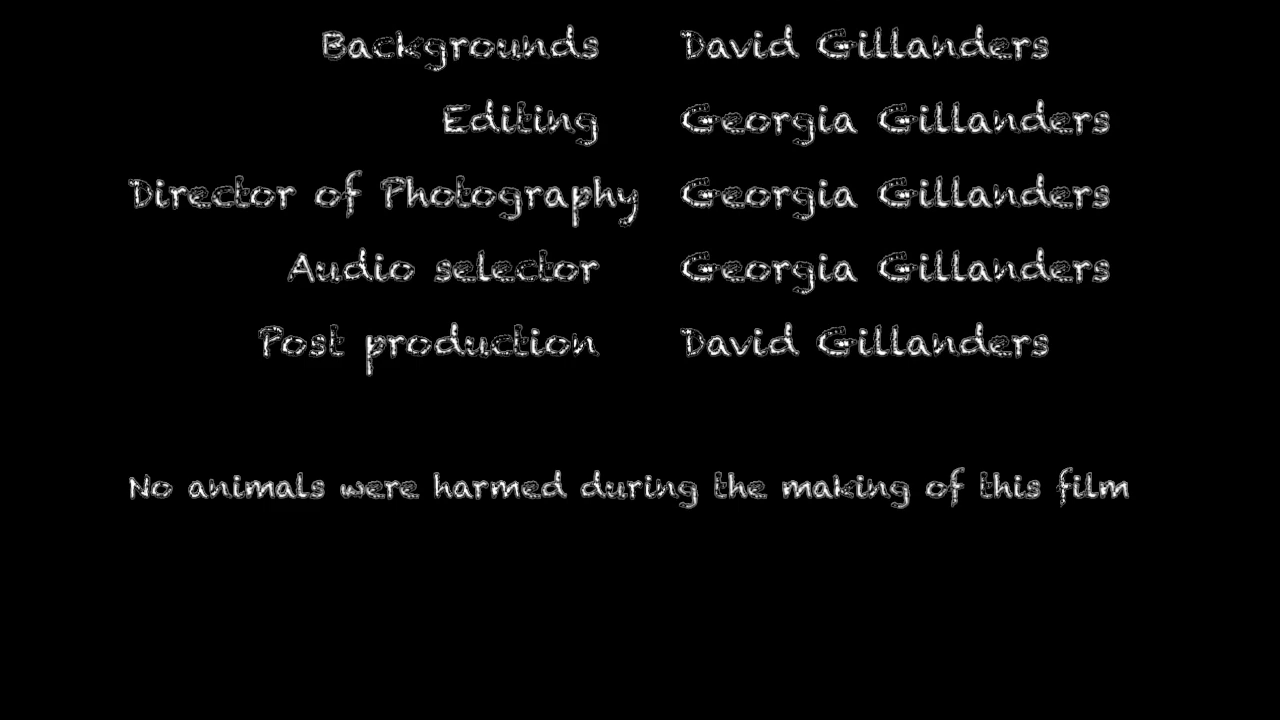 Backgrounds David Gillanders
Editing Georgia Gillanders
Director of Photography Georgia Gillanders
Audio selector Georgia Gillanders
Post production David Gillanders
No animals were harmed during the making of this film